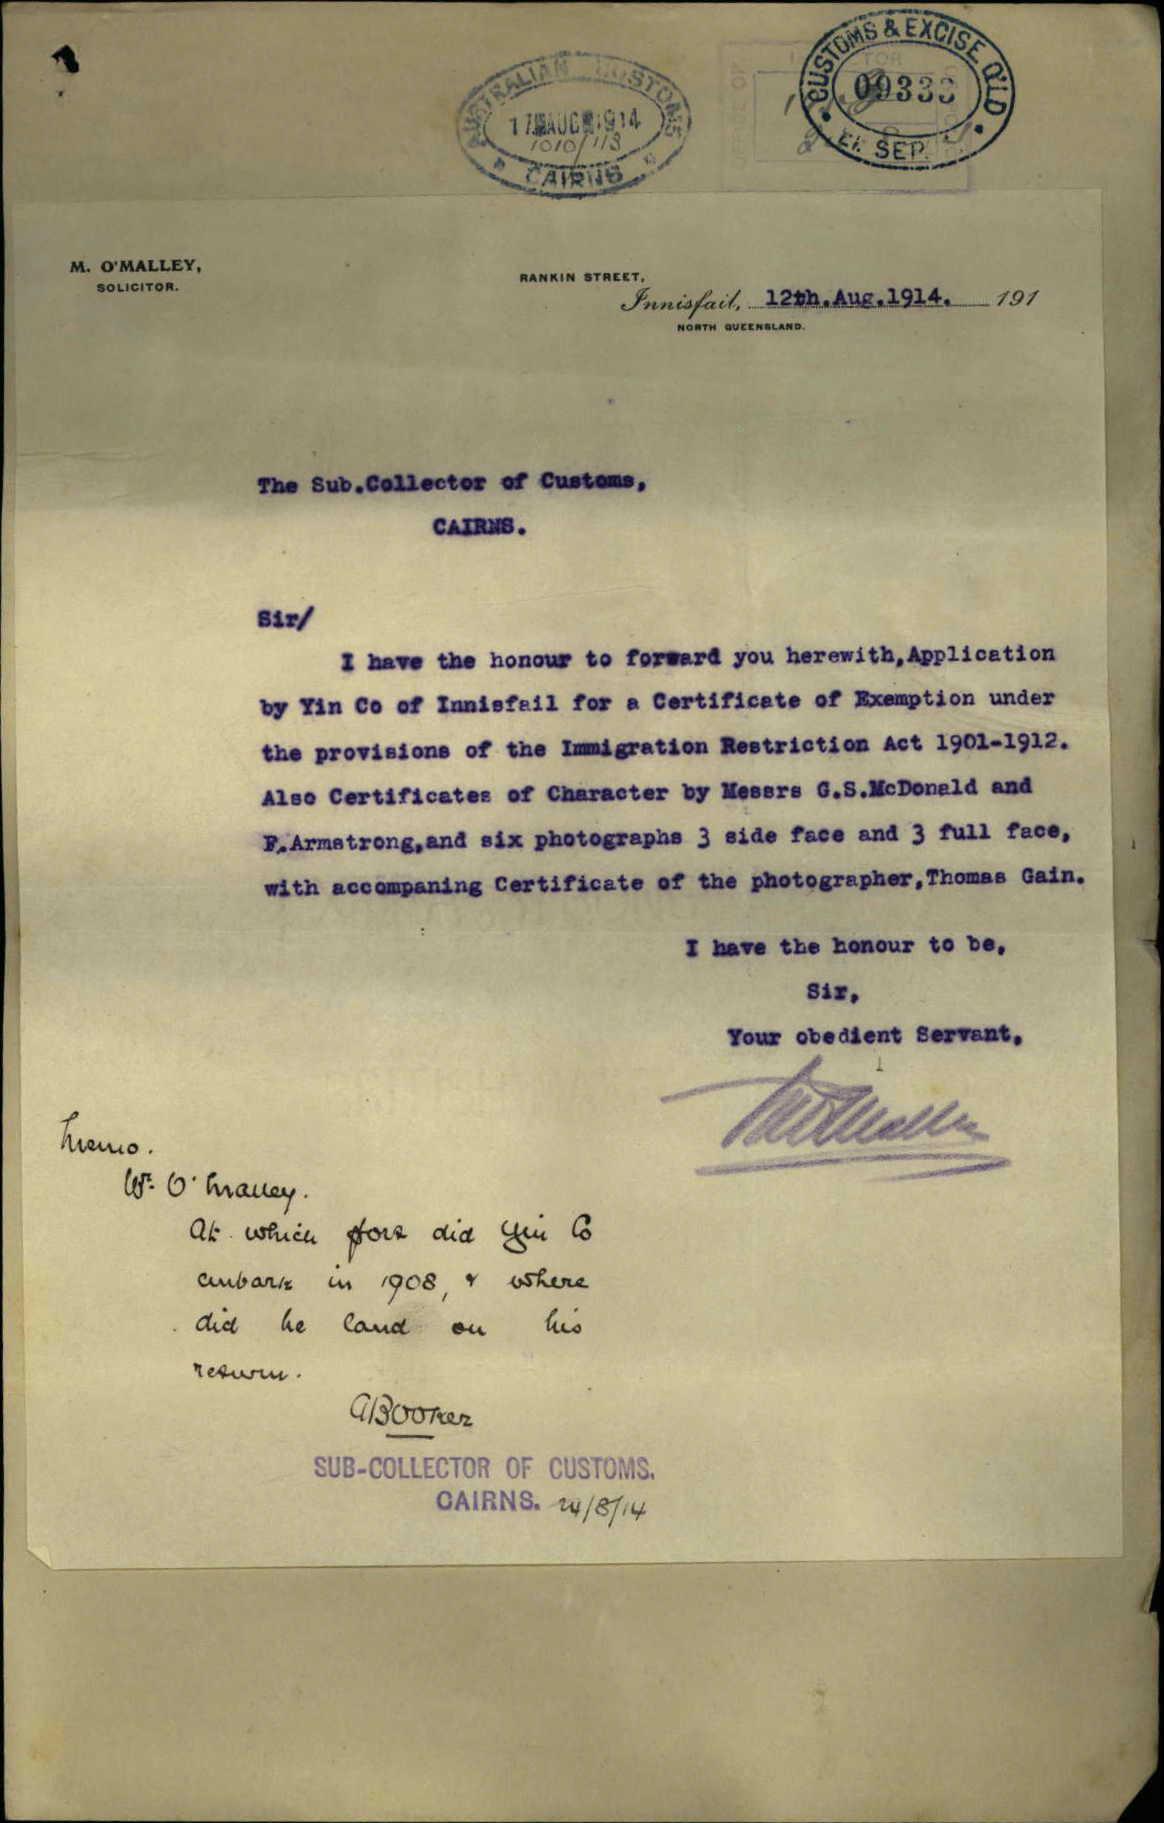 AUSTRALIAN CUSTOMS
17 AUG 1914
1010/113
CAIRNS
CUSTOMS & EXCISE Q'LD
09333
SEP.
M. O'MALLEY,
SOLICITOR.
RANKIN STREET,
Innisfail, 12th.Aug.1914. 191
NORTH QUEENSLAND.
The Sub.Collector of Customs,
CAIRNS.
Sir/
I have the honour to forward you herewith,Application
by Yin Co of Innisfail for a Certificate of Exemption under
the provisions of the Immigration Restriction Act 1901-1912.
Also Certificates of Character by Messrs G.S.McDonald and
F.Armstrong,and six photographs 3 side face and 3 full face,
with accompaning Certificate of the photographer,Thomas Gain.
I have the honour to be,
Sir,
Your obedient Servant,
M O'Malley
Memo.
O'Malley.
At which port did Yin Co
embark in 1908, & where
did he land on his
return.
A Booker
SUB-COLLECTOR OF CUSTOMS.
CAIRNS. 24/8/14